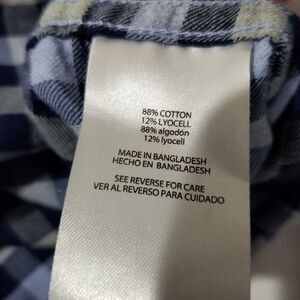 88% COTTON
12% LYOCELL
88% algodón
12% lyocell
MADE IN BANGLADESH
HECHO EN BANGLADESH
SEE REVERSE FOR CARE
VER AL REVERSO PARA CUIDADO